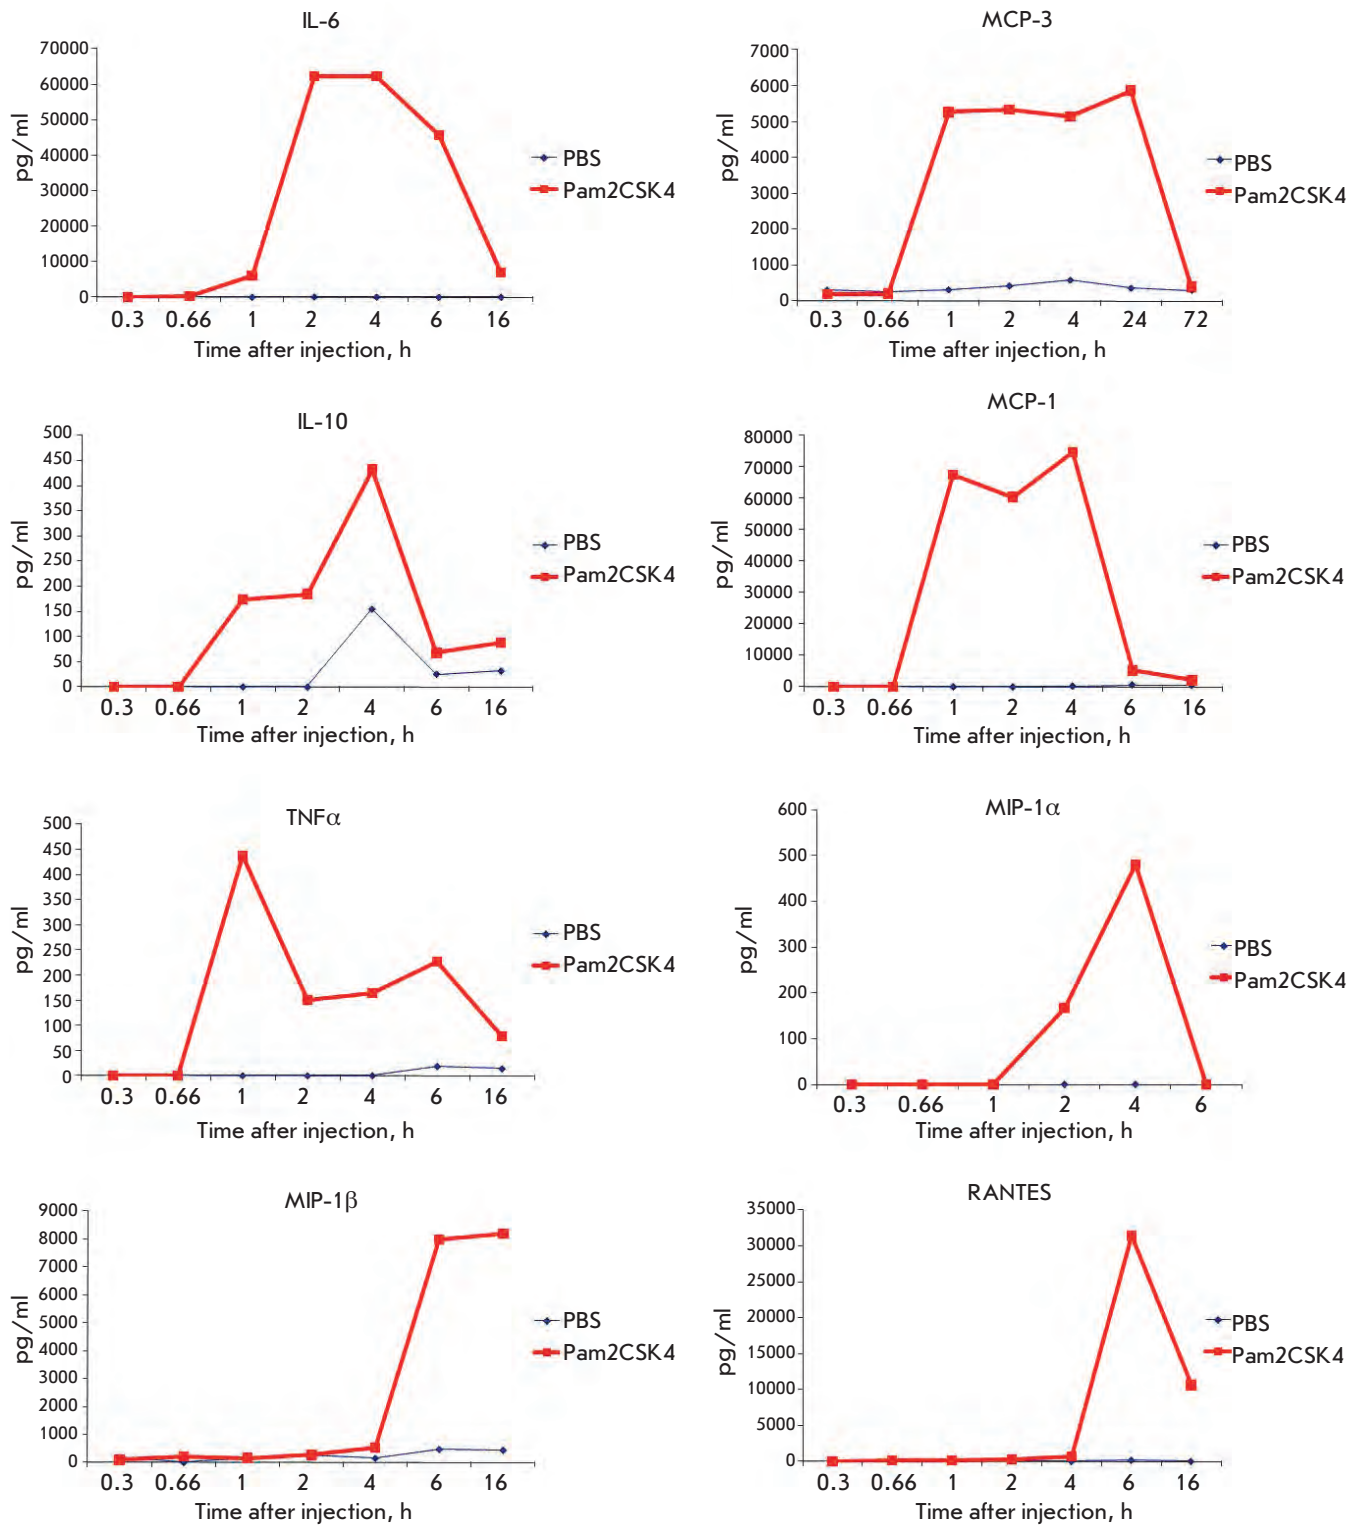 IL-6
70000
60000
50000
40000
30000
20000
10000
0
pg/ml
0.3 0.66 1 2 4 6 16
Time after injection, h
PBS
Pam2CSK4
MCP-3
7000
6000
5000
4000
3000
2000
1000
0
pg/ml
0.3 0.66 1 2 4 24 72
Time after injection, h
PBS
Pam2CSK4
IL-10
500
450
400
350
300
250
200
150
100
50
0
pg/ml
0.3 0.66 1 2 4 6 16
Time after injection, h
PBS
Pam2CSK4
MCP-1
80000
70000
60000
50000
40000
30000
20000
10000
0
pg/ml
0.3 0.66 1 2 4 6 16
Time after injection, h
PBS
Pam2CSK4
TNFα
500
450
400
350
300
250
200
150
100
50
0
pg/ml
0.3 0.66 1 2 4 6 16
Time after injection, h
PBS
Pam2CSK4
MIP-1α
600
500
400
300
200
100
0
pg/ml
0.3 0.66 1 2 4 6
Time after injection, h
PBS
Pam2CSK4
MIP-1β
9000
8000
7000
6000
5000
4000
3000
2000
1000
0
pg/ml
0.3 0.66 1 2 4 6 16
Time after injection, h
PBS
Pam2CSK4
RANTES
35000
30000
25000
20000
15000
10000
5000
0
pg/ml
0.3 0.66 1 2 4 6 16
Time after injection, h
PBS
Pam2CSK4